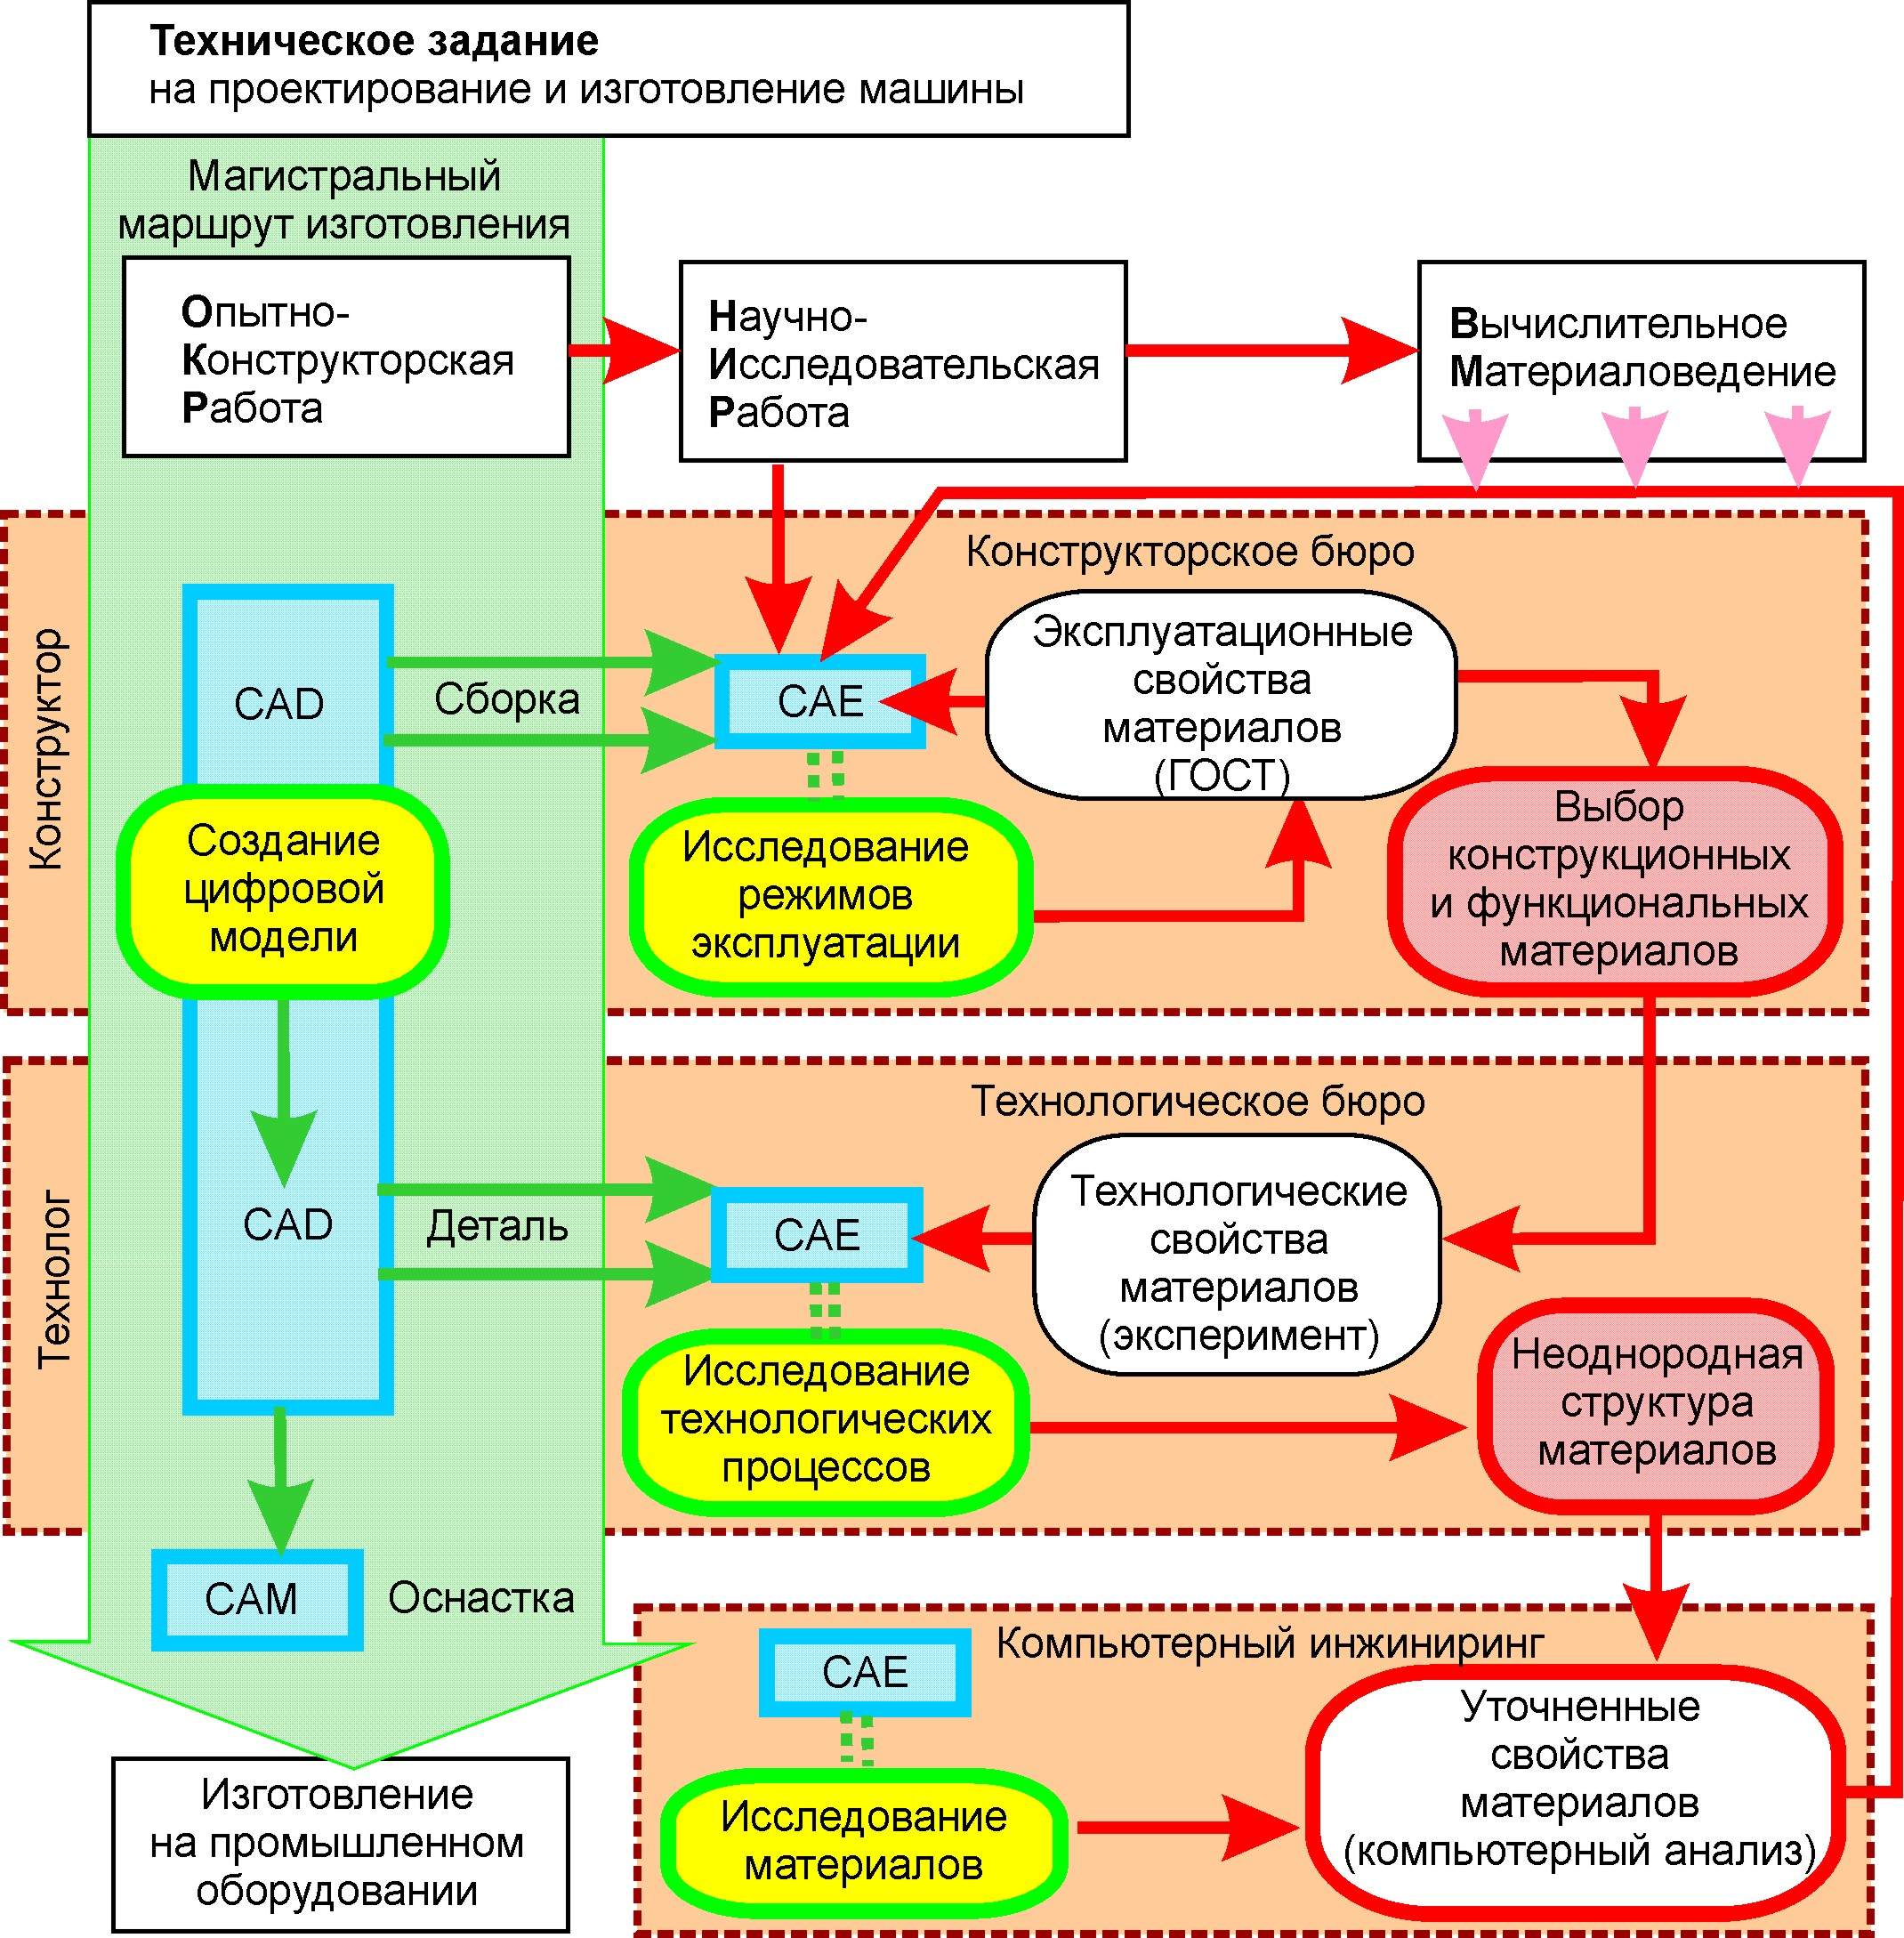 Техническое задание
на проектирование и изготовление машины
Магистральный
маршрут изготовления
Опытно-
Конструкторская
Работа
Научно-
Исследовательская
Работа
Вычислительное
Материаловедение
Конструктор
Конструкторское бюро
CAD
Сборка
CAE
Эксплуатационные
свойства
материалов
(ГОСТ)
Создание
цифровой
модели
Исследование
режимов
эксплуатации
Выбор
конструкционных
и функциональных
материалов
Технолог
Технологическое бюро
CAD
Деталь
CAE
Технологические
свойства
материалов
(эксперимент)
Исследование
технологических
процессов
Неоднородная
структура
материалов
CAM
Оснастка
Компьютерный инжиниринг
CAE
Исследование
материалов
Уточненные
свойства
материалов
(компьютерный анализ)
Изготовление
на промышленном
оборудовании